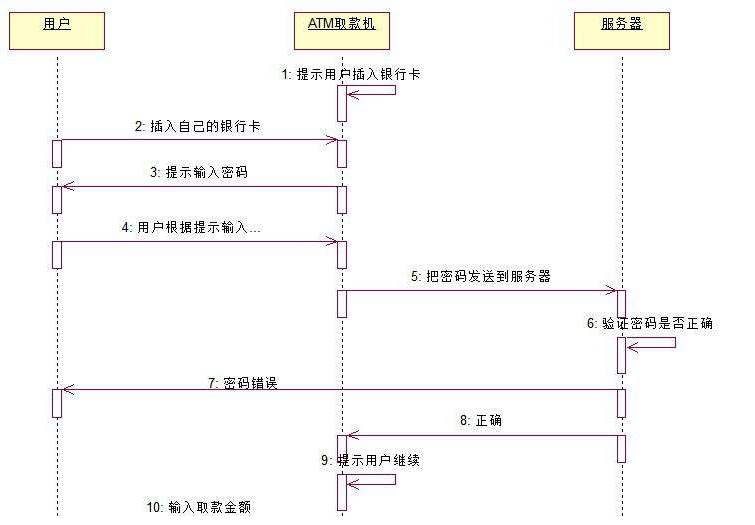 用户
ATM取款机
服务器
1: 提示用户插入银行卡
2: 插入自己的银行卡
3: 提示输入密码
4: 用户根据提示输入...
5: 把密码发送到服务器
6: 验证密码是否正确
7: 密码错误
8: 正确
9: 提示用户继续
10: 输入取款金额